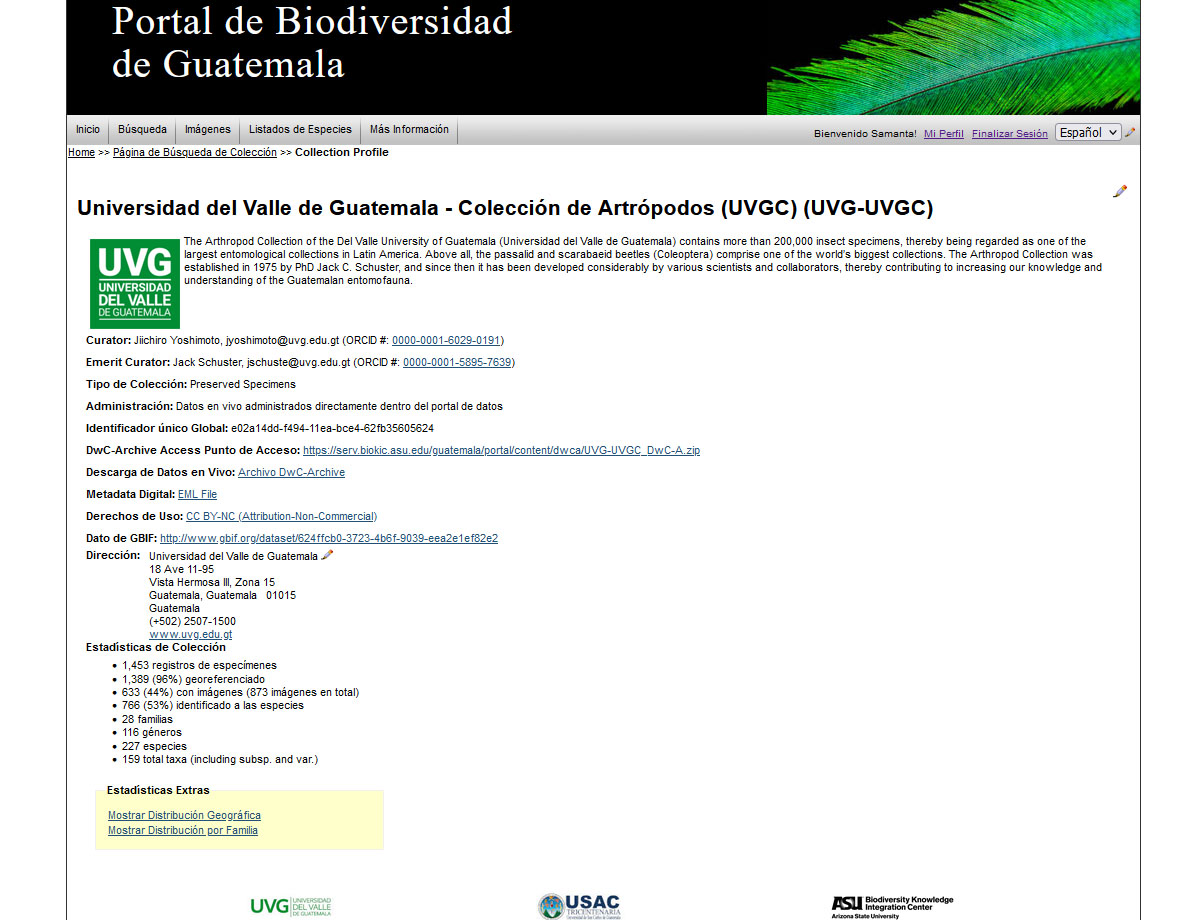 Portal de Biodiversidad
de Guatemala
Inicio Búsqueda Imágenes Listados de Especies Más Información
Bienvenido Samanta! Mi Perfil Finalizar Sesión Español
Home >> Página de Búsqueda de Colección >> Collection Profile
Universidad del Valle de Guatemala - Colección de Artrópodos (UVGC) (UVG-UVGC)
UVG
UNIVERSIDAD
DEL VALLE
DE GUATEMALA
The Arthropod Collection of the Del Valle University of Guatemala (Universidad del Valle de Guatemala) contains more than 200,000 insect specimens, thereby being regarded as one of the
largest entomological collections in Latin America. Above all, the passalid and scarabaeid beetles (Coleoptera) comprise one of the world's biggest collections. The Arthropod Collection was
established in 1975 by PhD Jack C. Schuster, and since then it has been developed considerably by various scientists and collaborators, thereby contributing to increasing our knowledge and
understanding of the Guatemalan entomofauna.
Curator: Jiichiro Yoshimoto, jyoshimoto@uvg.edu.gt (ORCID #: 0000-0001-6029-0191)
Emerit Curator: Jack Schuster, jschuste@uvg.edu.gt (ORCID #: 0000-0001-5895-7639)
Tipo de Colección: Preserved Specimens
Administración: Datos en vivo administrados directamente dentro del portal de datos
Identificador único Global: e02a14dd-f494-11ea-bce4-62fb35605624
DwC-Archive Access Punto de Acceso: https://serv.biokic.asu.edu/guatemala/portal/content/dwca/UVG-UVGC_DwC-A.zip
Descarga de Datos en Vivo: Archivo DwC-Archive
Metadata Digital: EML File
Derechos de Uso: CC BY-NC (Attribution-Non-Commercial)
Dato de GBIF: http://www.gbif.org/dataset/624ffcb0-3723-4b6f-9039-eea2e1ef82e2
Dirección: Universidad del Valle de Guatemala
18 Ave 11-95
Vista Hermosa III, Zona 15
Guatemala, Guatemala 01015
Guatemala
(+502) 2507-1500
www.uvg.edu.gt
Estadísticas de Colección
• 1,453 registros de especímenes
• 1,389 (96%) georeferenciado
• 633 (44%) con imágenes (873 imágenes en total)
• 766 (53%) identificado a las especies
• 28 familias
• 116 géneros
• 227 especies
• 159 total taxa (including subsp. and var.)
Estadísticas Extras
Mostrar Distribución Geográfica
Mostrar Distribución por Familia
UVG UNIVERSIDAD
DEL VALLE
DE GUATEMALA
USAC
TRICENTENARIA
Universidad de San Carlos de Guatemala
ASU Biodiversity Knowledge
Integration Center
Arizona State University